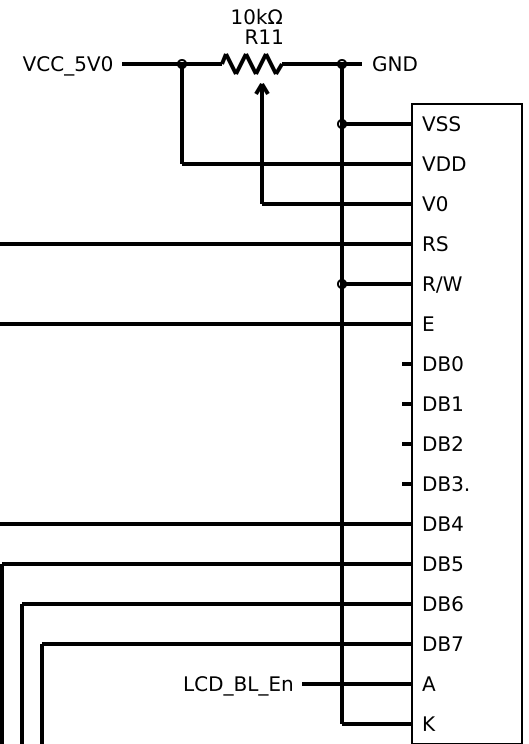 10kΩ
R11
VCC_5V0
GND
VSS
VDD
V0
RS
R/W
E
DB0
DB1
DB2
DB3.
DB4
DB5
DB6
DB7
LCD_BL_En
A
K